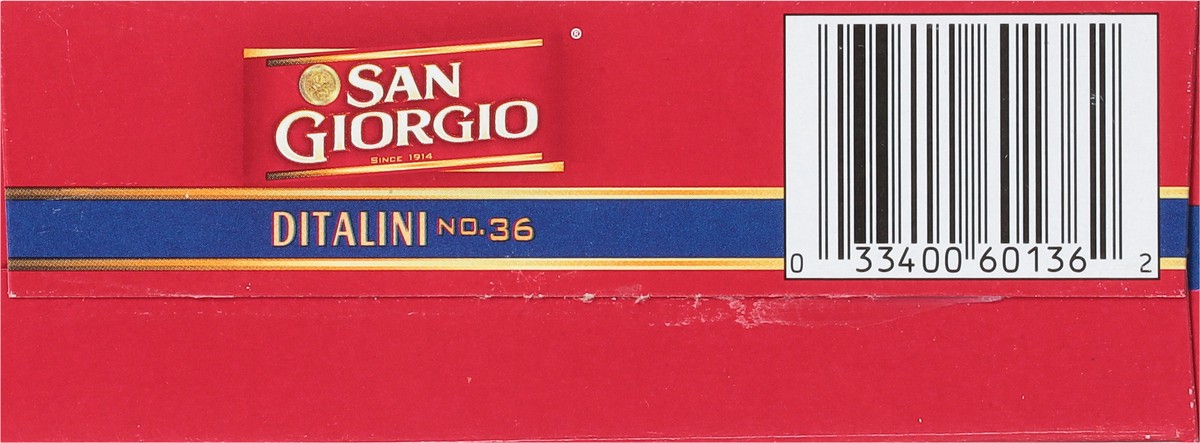 SAN
GIORGIO®
SINCE 1914
DITALINI NO.36
0 33400 60136 2